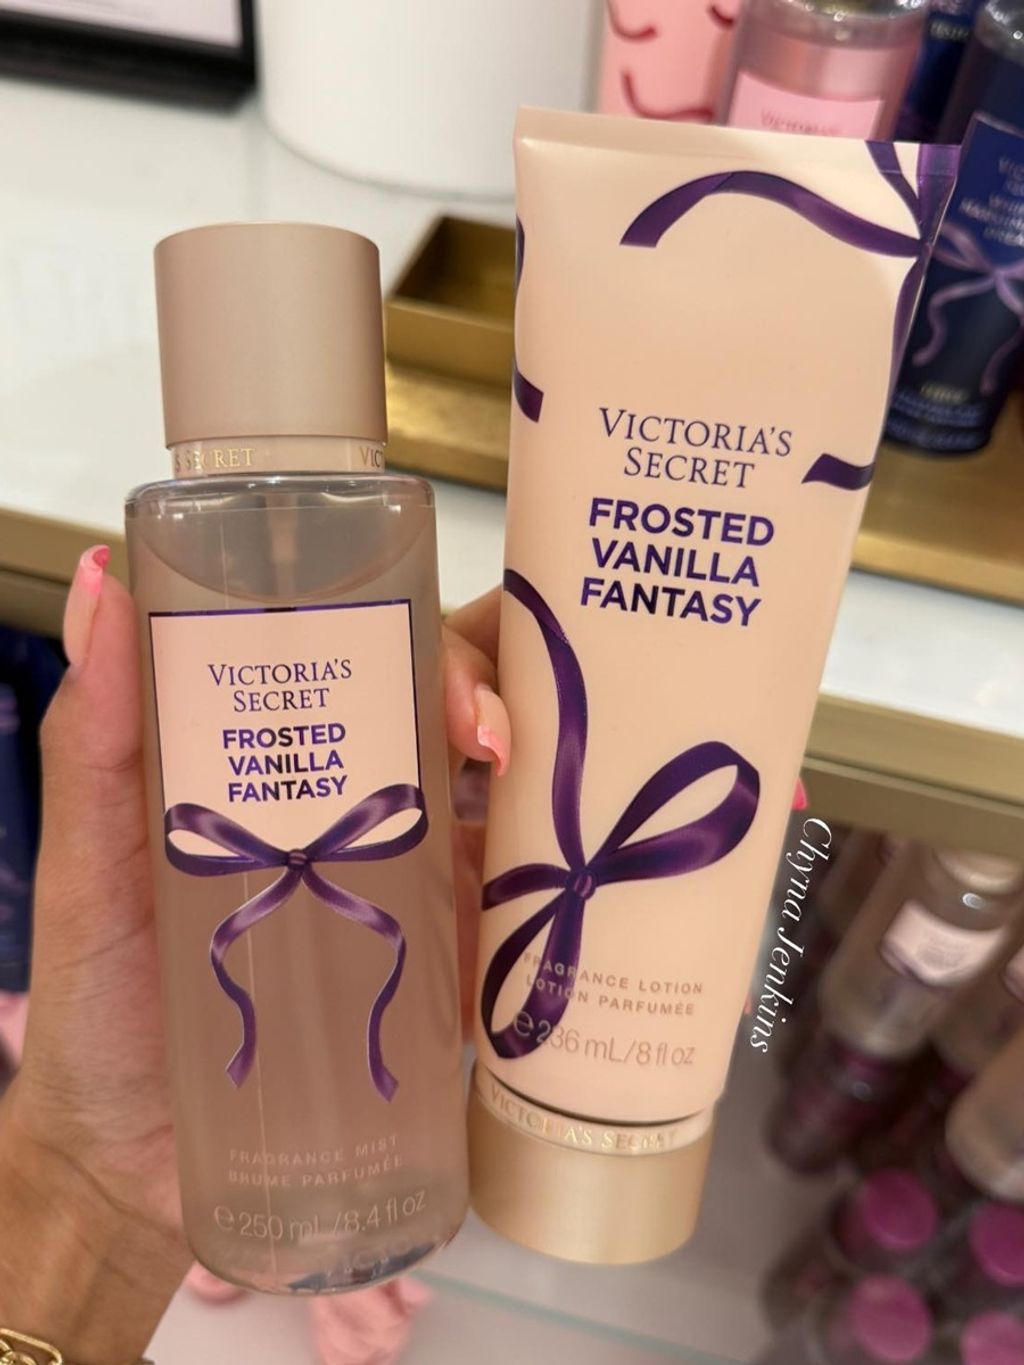 S SECRET
VIC
VICTORIA'S
SECRET
FROSTED
VANILLA
FANTASY
FRAGRANCE MIST
BRUME PARFUMÉE
℮ 250 mL/8.4 fl oz
VICTORIA'S
SECRET
FROSTED
VANILLA
FANTASY
FRAGRANCE LOTION
LOTION PARFUMÉE
℮ 236 mL/8 fl oz
VICTORIA'S SECRET
Chyna Jenkins